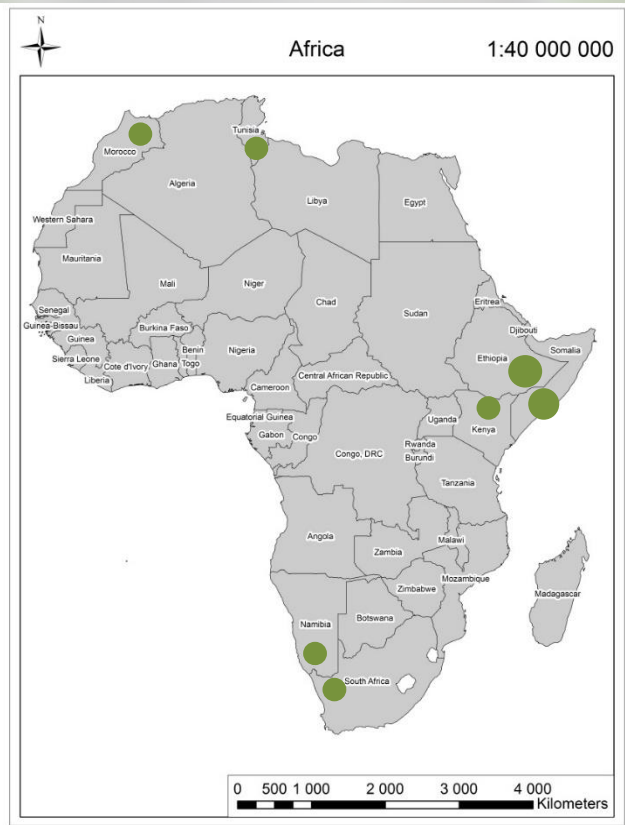 N
Africa 1:40 000 000
Tunisia
Morocco
Algeria
Libya
Egypt
Western Sahara
Mauritania
Mali
Niger
Chad
Sudan
Eritrea
Senegal
Guinea-Bissau
Burkina Faso
Djibouti
Guinea
Benin
Nigeria
Ethiopia
Somalia
Sierra Leone
Cote d'Ivory
Ghana
Togo
Liberia
Central African Republic
Cameroon
Equatorial Guinea
Uganda
Kenya
Gabon
Congo
Rwanda
Congo, DRC
Burundi
Tanzania
Angola
Malawi
Zambia
Mozambique
Zimbabwe
Madagascar
Botswana
Namibia
South Africa
0 500 1 000 2 000 3 000 4 000
Kilometers